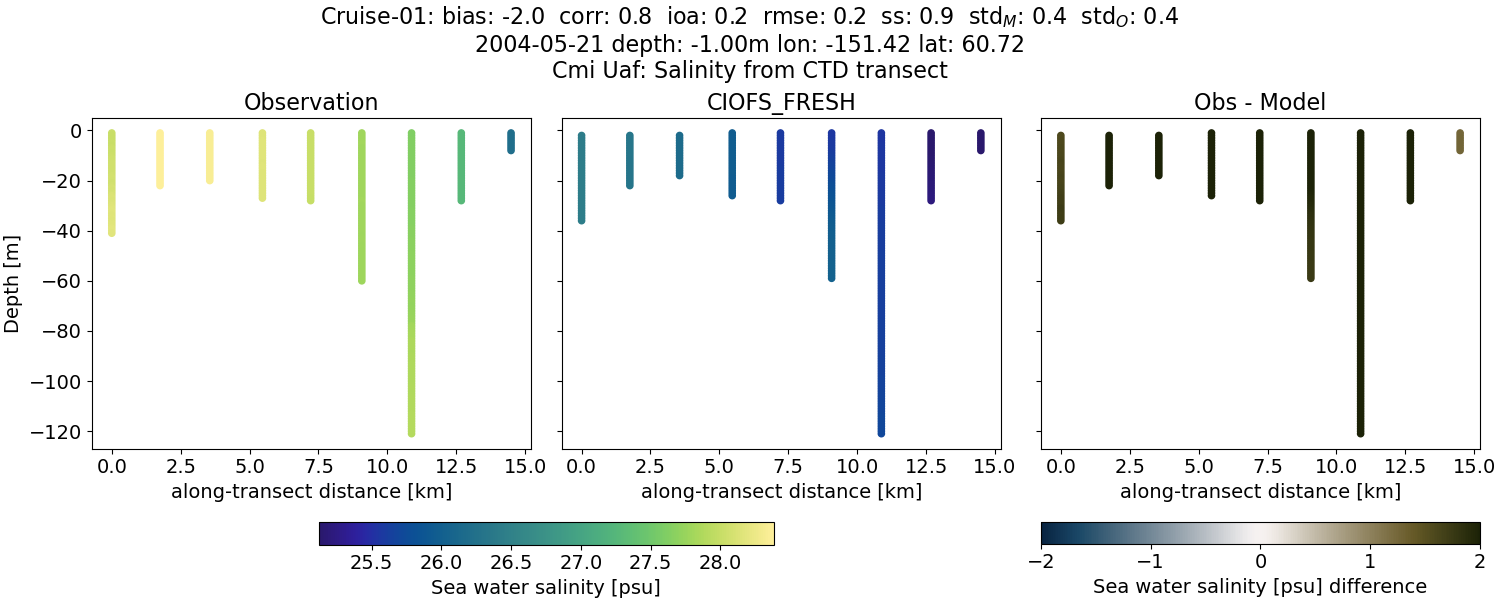 Cruise-01: bias: -2.0 corr: 0.8 ioa: 0.2 rmse: 0.2 ss: 0.9 std_M: 0.4 std_O: 0.4
2004-05-21 depth: -1.00m lon: -151.42 lat: 60.72
Cmi Uaf: Salinity from CTD transect
Observation
CIOFS_FRESH
Obs - Model
Depth [m]
0
−20
−40
−60
−80
−100
−120
0.0 2.5 5.0 7.5 10.0 12.5 15.0
0.0 2.5 5.0 7.5 10.0 12.5 15.0
0.0 2.5 5.0 7.5 10.0 12.5 15.0
along-transect distance [km]
along-transect distance [km]
along-transect distance [km]
25.5 26.0 26.5 27.0 27.5 28.0
Sea water salinity [psu]
−2 −1 0 1 2
Sea water salinity [psu] difference